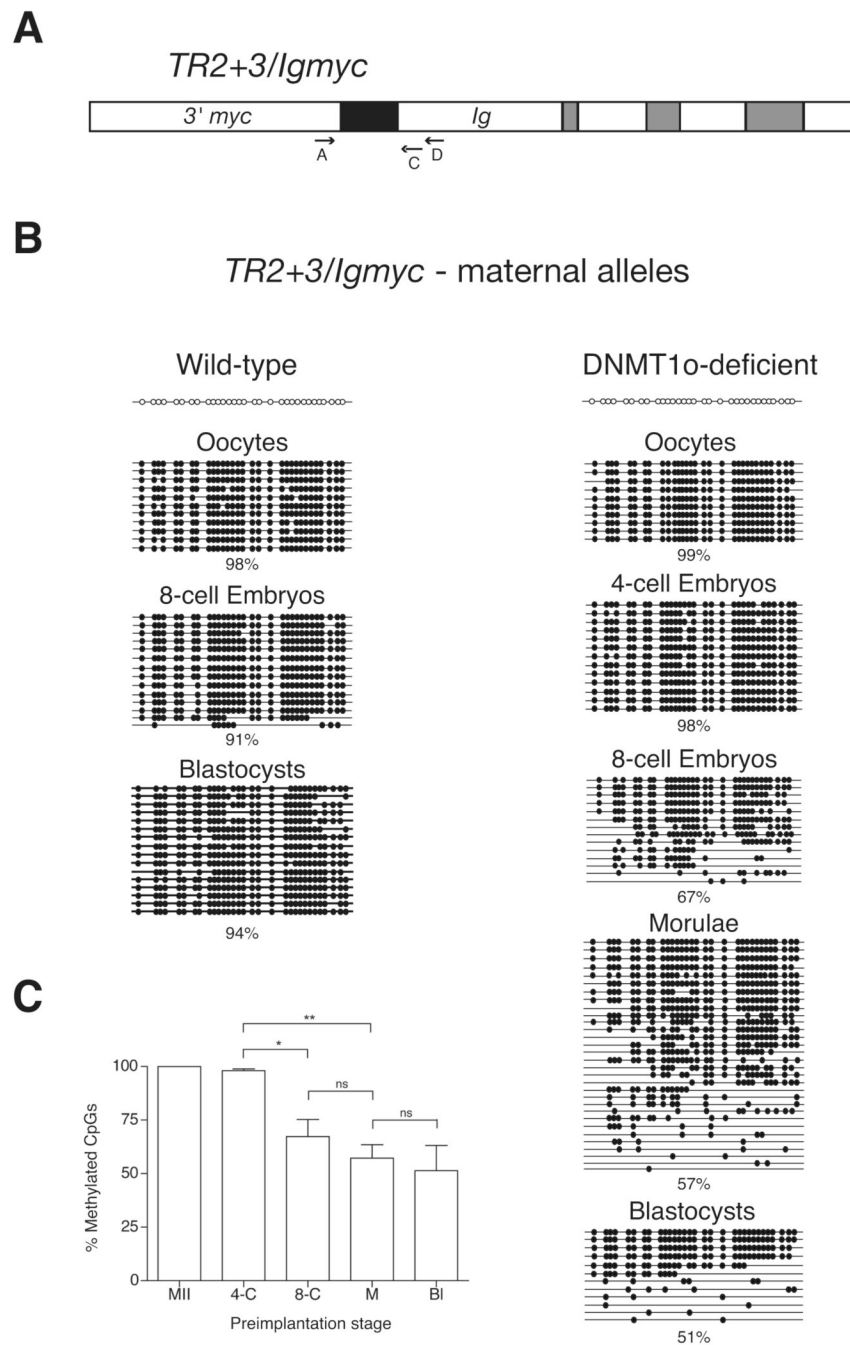 A
TR2+3/Igmyc
3' myc
Ig
A
C
D
B
TR2+3/Igmyc - maternal alleles
Wild-type
Oocytes
98%
8-cell Embryos
91%
Blastocysts
94%
DNMT1o-deficient
Oocytes
99%
4-cell Embryos
98%
8-cell Embryos
67%
Morulae
57%
Blastocysts
51%
C
**
*
ns
ns
100
75
50
25
0
% Methylated CpGs
MII 4-C 8-C M Bl
Preimplantation stage